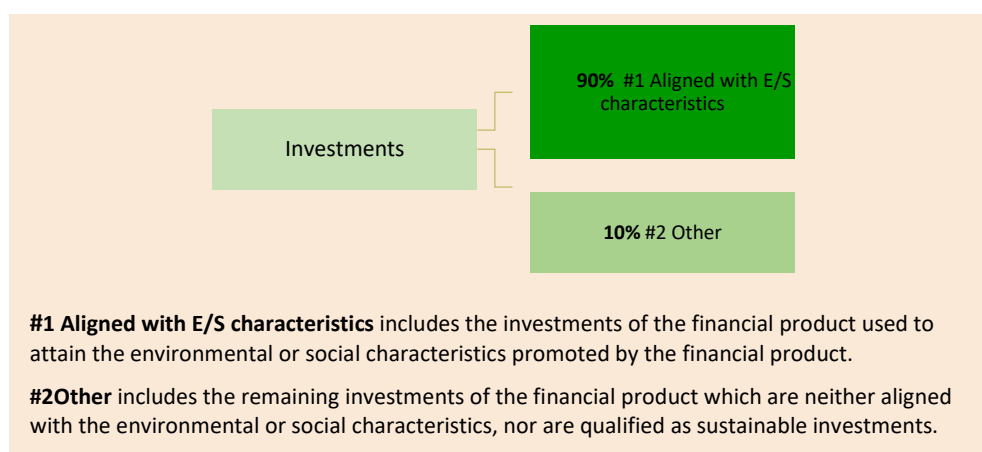 90% #1 Aligned with E/S
characteristics
Investments
10% #2 Other
#1 Aligned with E/S characteristics includes the investments of the financial product used to
attain the environmental or social characteristics promoted by the financial product.
#2Other includes the remaining investments of the financial product which are neither aligned
with the environmental or social characteristics, nor are qualified as sustainable investments.